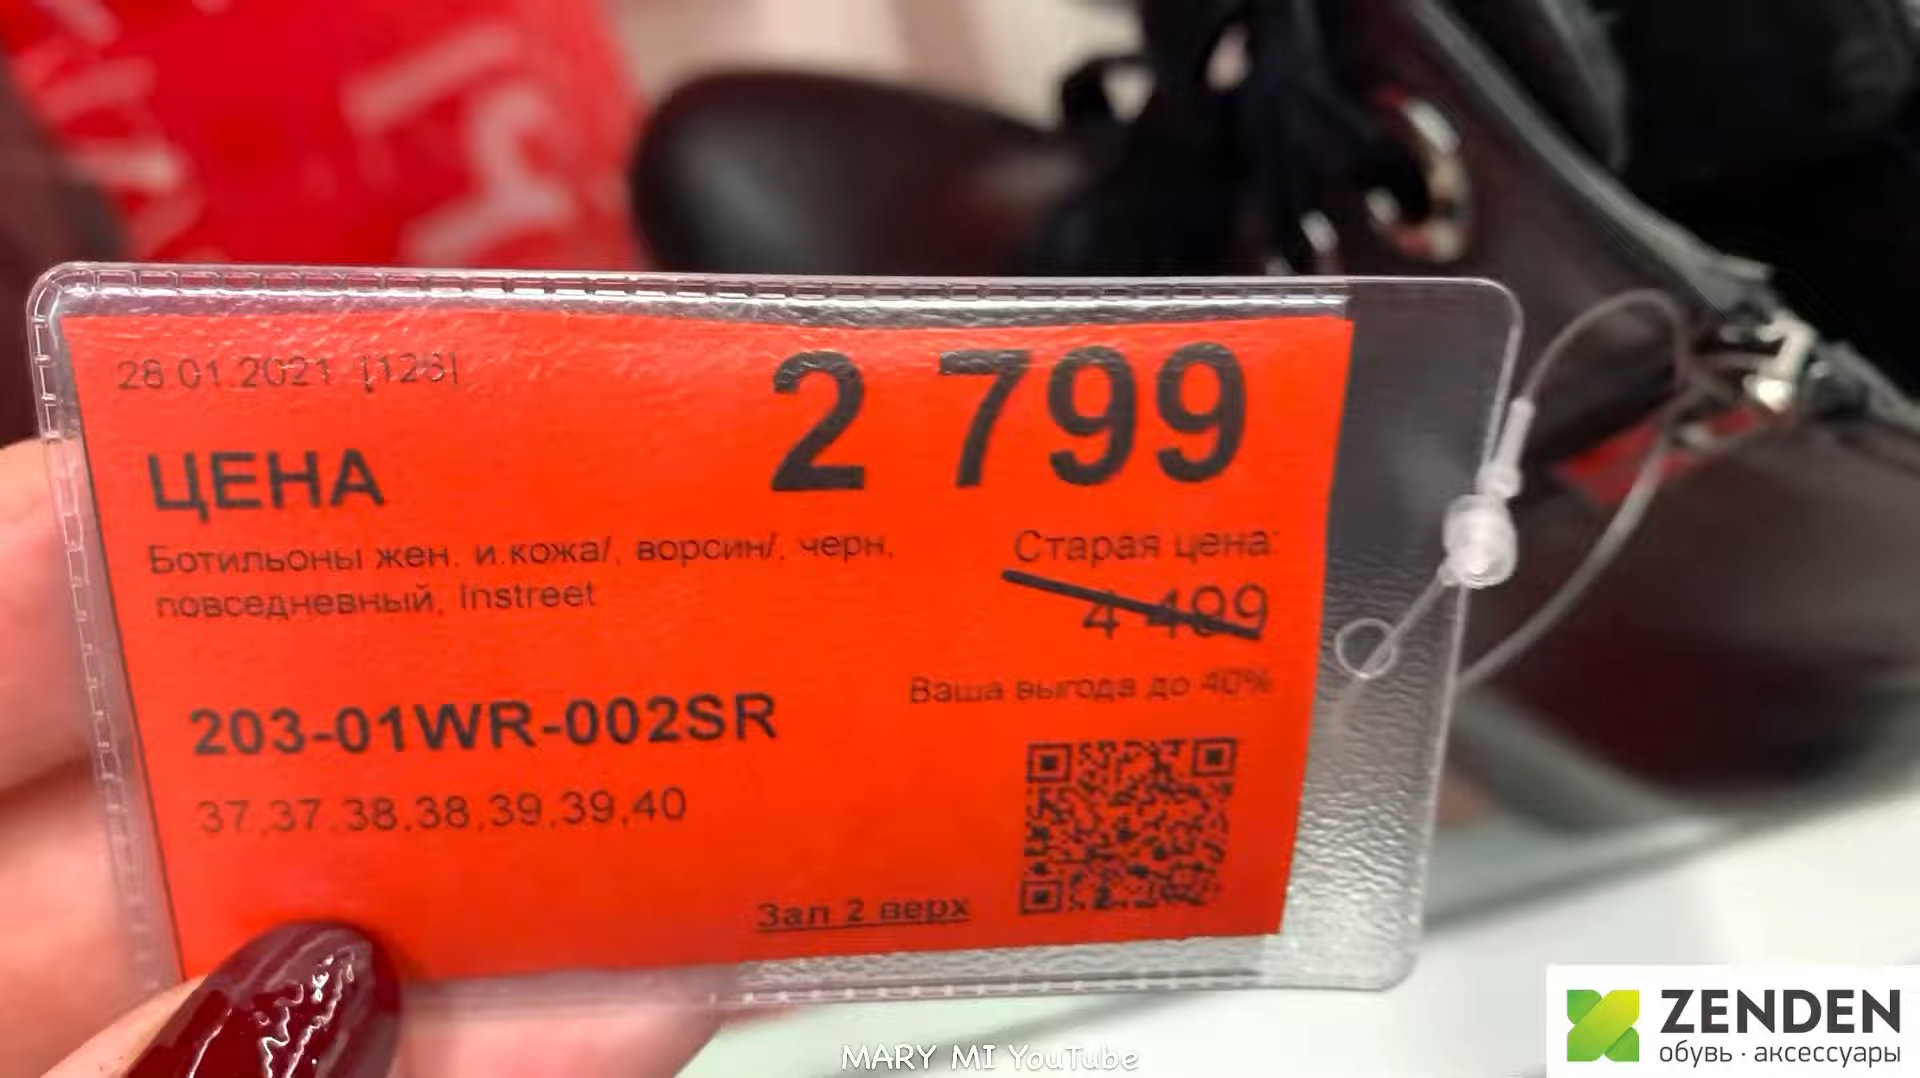 28.01.2021 [128]
2 799
ЦЕНА
Ботильоны жен. и.кожа/, ворсин/, черн,
повседневный, Instreet
Старая цена:
4 499
Ваша выгода до 40%
203-01WR-002SR
37,37,38,38,39,39,40
Зал 2 верх
ZENDEN
обувь · аксессуары
MARY MI YouTube